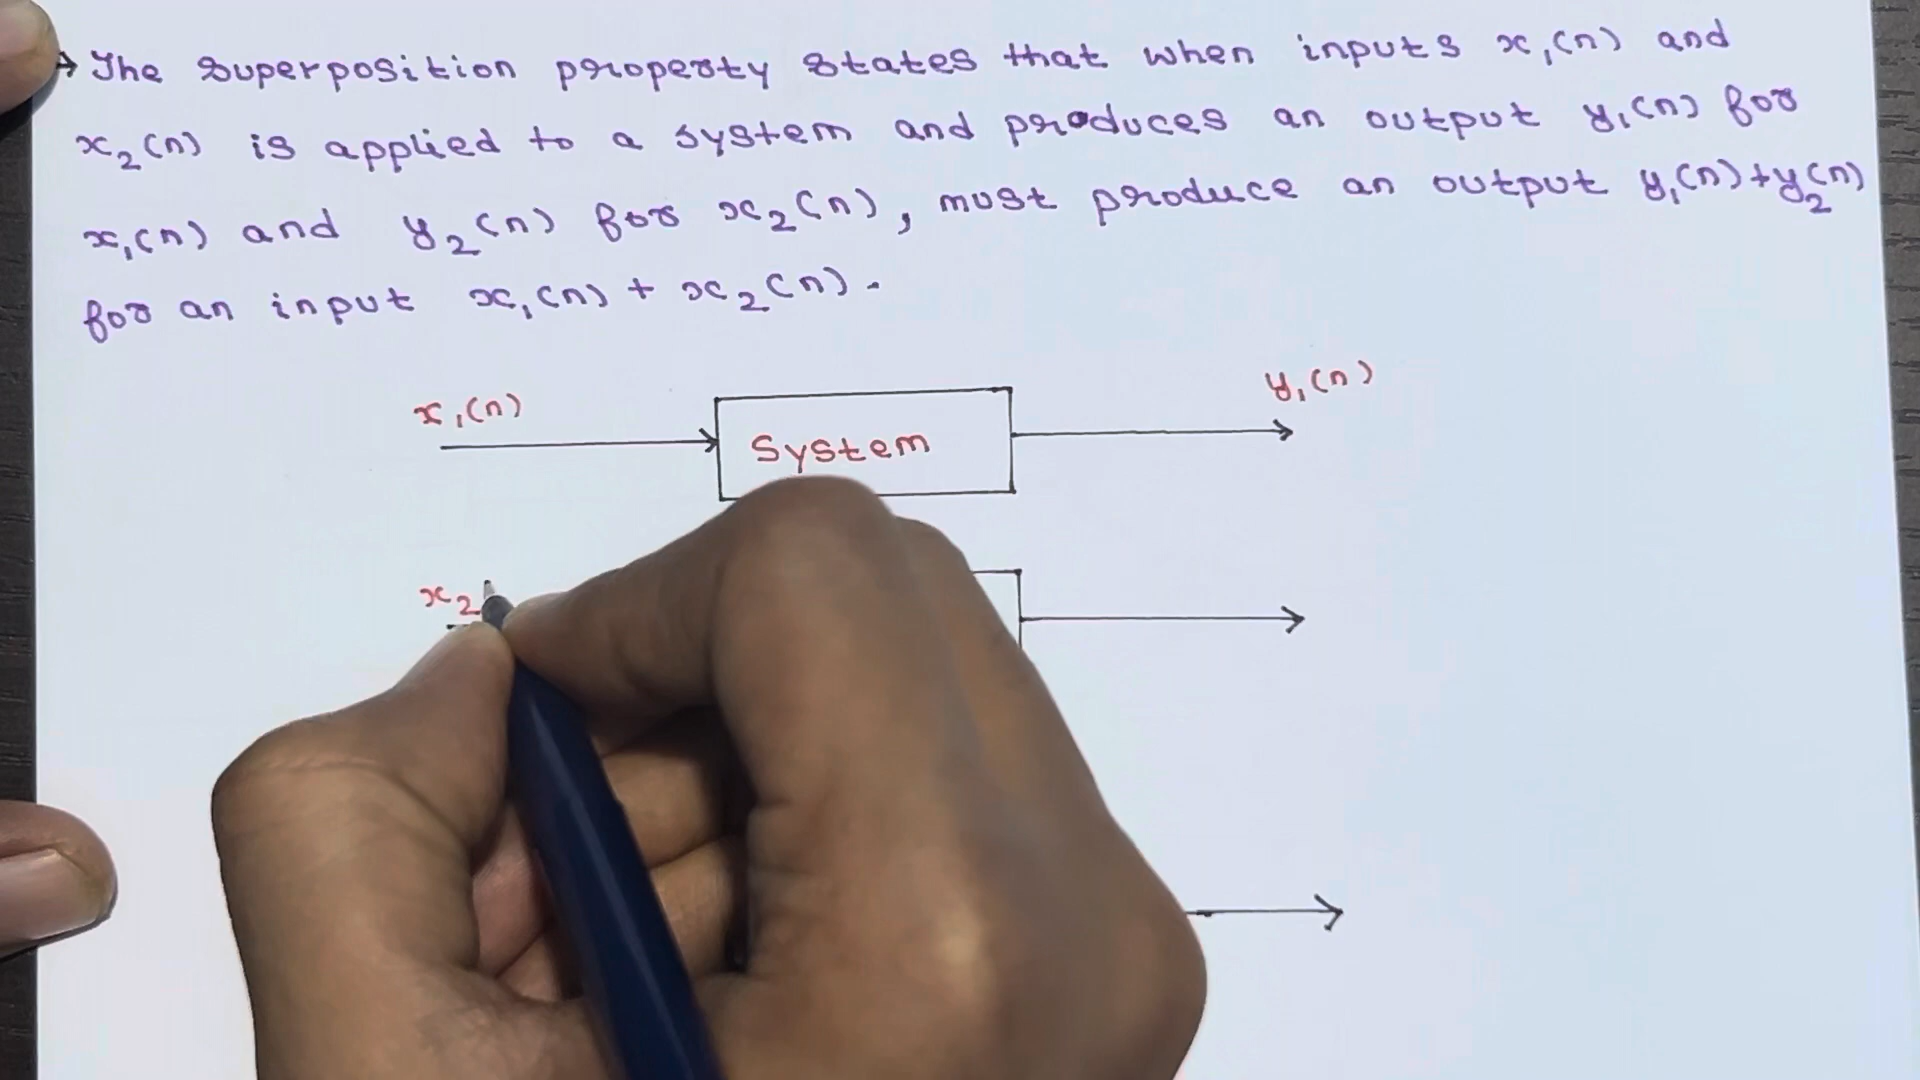 → The superposition property states that when inputs x₁(n) and
x₂(n) is applied to a system and produces an output y₁(n) for
x₁(n) and y₂(n) for x₂(n), must produce an output y₁(n)+y₂(n)
for an input x₁(n) + x₂(n).
x₁(n) System y₁(n)
x₂